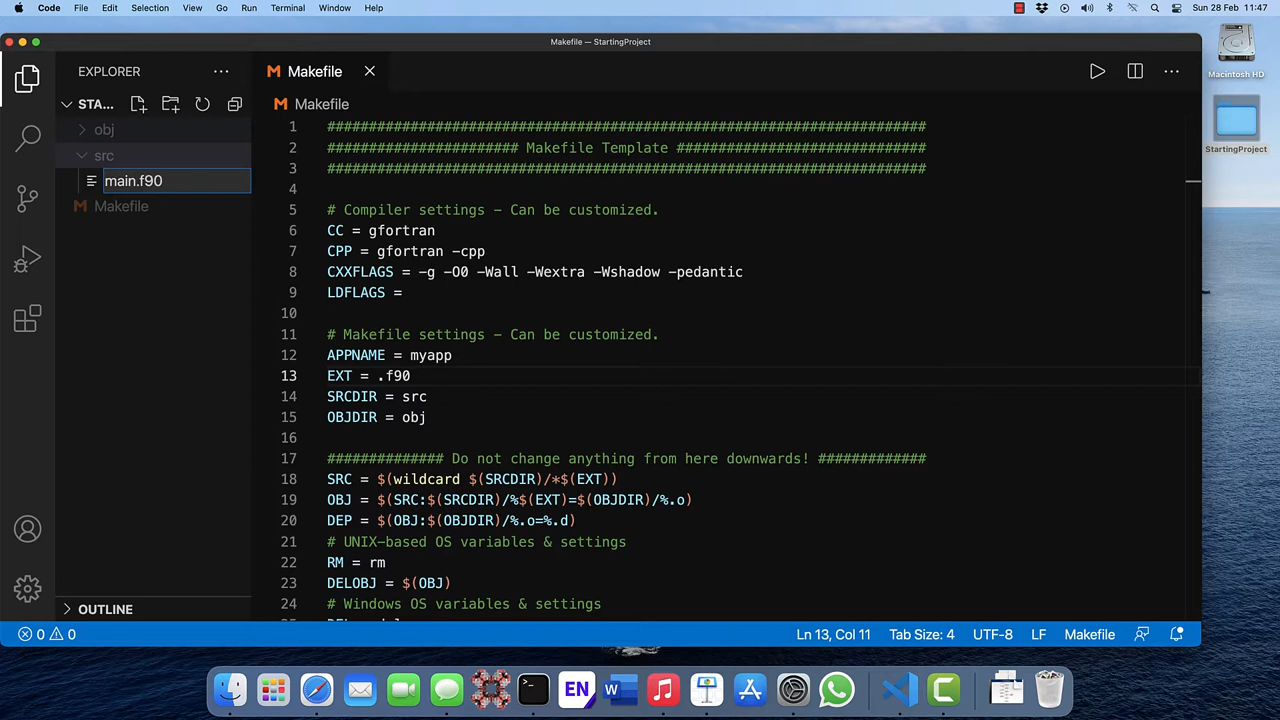 Code File Edit Selection View Go Run Terminal Window Help Sun 28 Feb 11:47
Makefile — StartingProject
EXPLORER
Makefile
STA...
Makefile
obj
src
main.f90
Makefile
1 ########################################################################
2 ####################### Makefile Template ##############################
3 ########################################################################
4
5 # Compiler settings - Can be customized.
6 CC = gfortran
7 CPP = gfortran -cpp
8 CXXFLAGS = -g -O0 -Wall -Wextra -Wshadow -pedantic
9 LDFLAGS =
10
11 # Makefile settings - Can be customized.
12 APPNAME = myapp
13 EXT = .f90
14 SRCDIR = src
15 OBJDIR = obj
16
17 ############## Do not change anything from here downwards! #############
18 SRC = $(wildcard $(SRCDIR)/*$(EXT))
19 OBJ = $(SRC:$(SRCDIR)/%$(EXT)=$(OBJDIR)/%.o)
20 DEP = $(OBJ:$(OBJDIR)/%.o=%.d)
21 # UNIX-based OS variables & settings
22 RM = rm
23 DELOBJ = $(OBJ)
24 # Windows OS variables & settings
OUTLINE
0 0
Ln 13, Col 11 Tab Size: 4 UTF-8 LF Makefile
Macintosh HD
StartingProject
EN